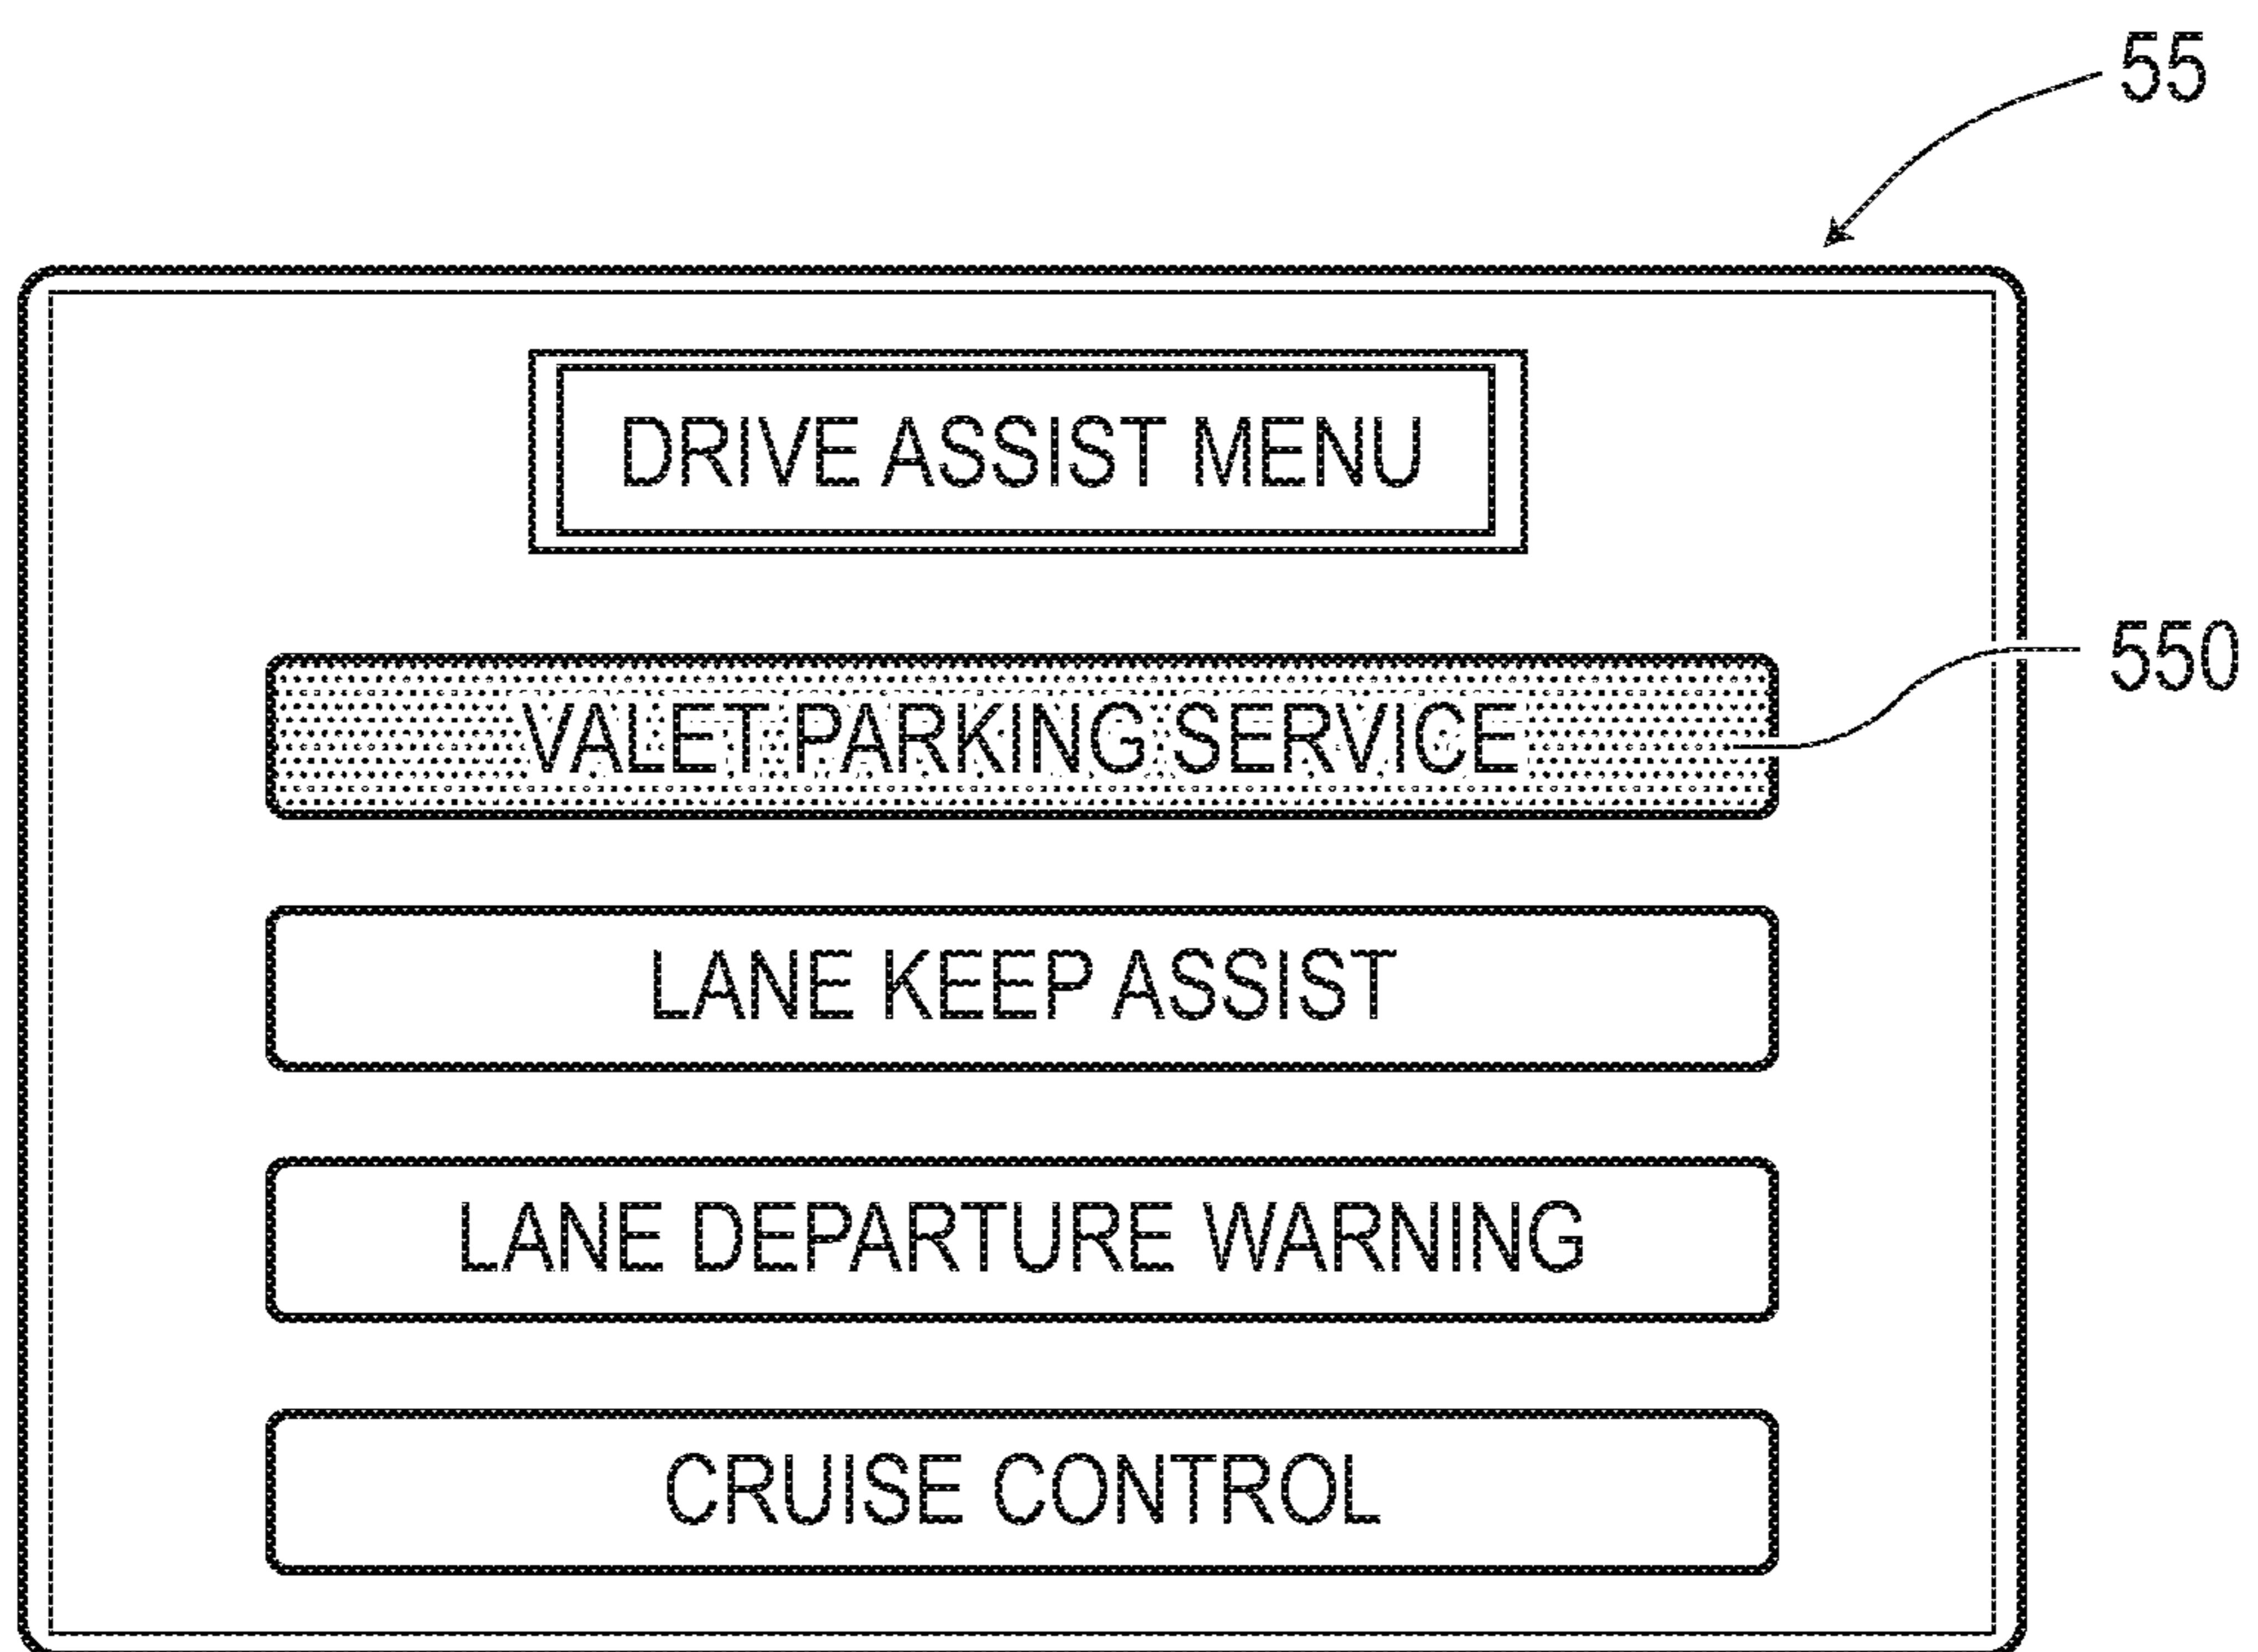 55
DRIVE ASSIST MENU
VALET PARKING SERVICE
550
LANE KEEP ASSIST
LANE DEPARTURE WARNING
CRUISE CONTROL